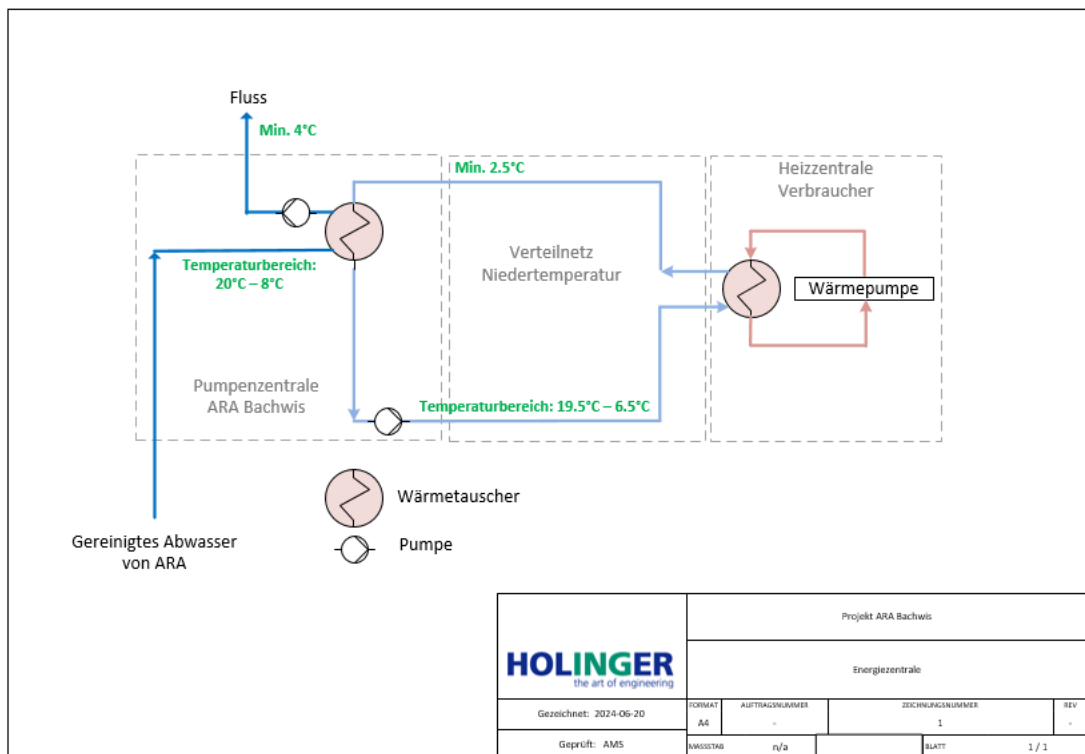 Fluss
Min. 4°C
Min. 2.5°C
Heizzentrale
Verbraucher
Verteilnetz
Niedertemperatur
Temperaturbereich:
20°C – 8°C
Wärmepumpe
Pumpenzentrale
ARA Bachwis
Temperaturbereich: 19.5°C – 6.5°C
Wärmetauscher
Pumpe
Gereinigtes Abwasser
von ARA
HOLINGER
the art of engineering
Projekt ARA Bachwis
Energiezentrale
Gezeichnet: 2024-06-20
FORMAT
A4
AUFTRAGSNUMMER
-
ZEICHNUNGSNUMMER
1
REV
-
Geprüft: AMS
MASSSTAB n/a
BLATT 1 / 1